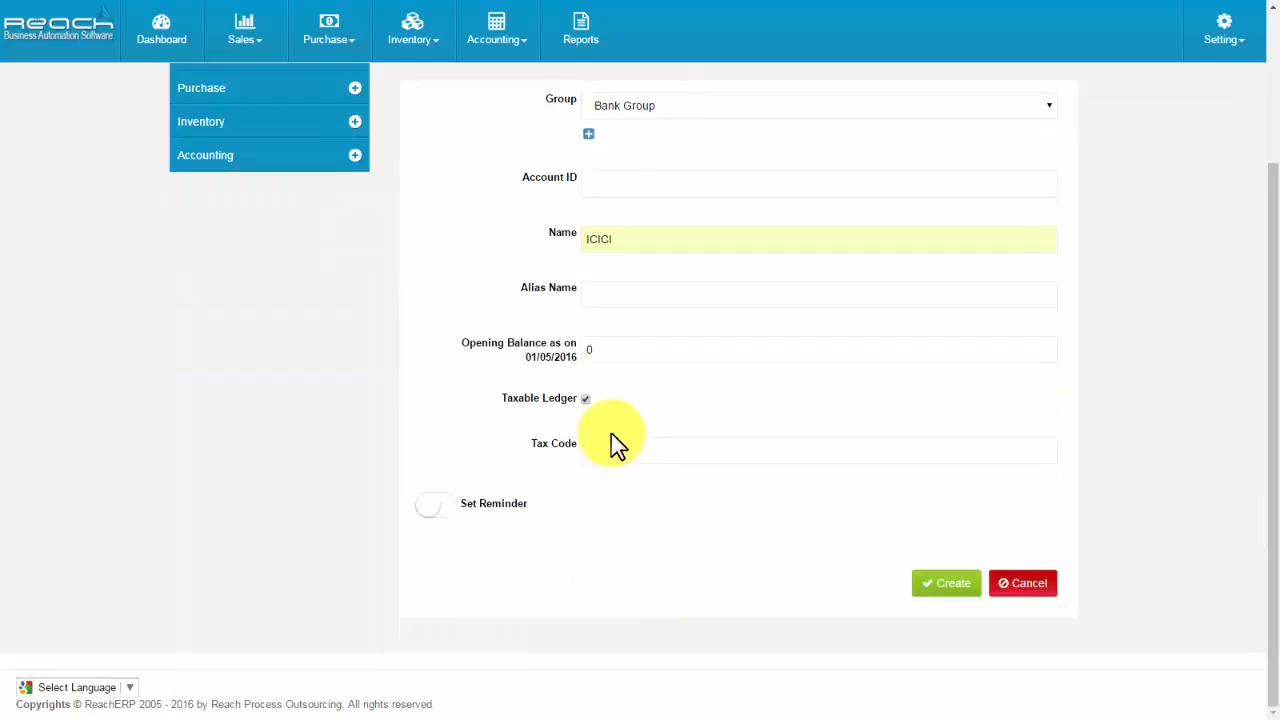 Reach
Business Automation Software
Dashboard
Sales
Purchase
Inventory
Accounting
Reports
Setting
Purchase
Inventory
Accounting
Group
Bank Group
Account ID
Name
ICICI
Alias Name
Opening Balance as on
01/05/2016
0
Taxable Ledger
Tax Code
Set Reminder
Create
Cancel
Select Language
Copyrights © ReachERP 2005 - 2016 by Reach Process Outsourcing. All rights reserved.